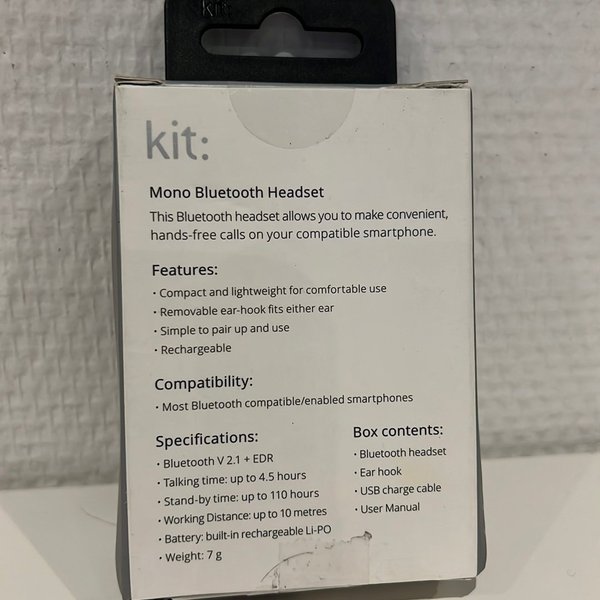 kit:
kit:
Mono Bluetooth Headset
This Bluetooth headset allows you to make convenient,
hands-free calls on your compatible smartphone.
Features:
· Compact and lightweight for comfortable use
· Removable ear-hook fits either ear
· Simple to pair up and use
· Rechargeable
Compatibility:
· Most Bluetooth compatible/enabled smartphones
Specifications:
· Bluetooth V 2.1 + EDR
· Talking time: up to 4.5 hours
· Stand-by time: up to 110 hours
· Working Distance: up to 10 metres
· Battery: built-in rechargeable Li-PO
· Weight: 7 g
Box contents:
· Bluetooth headset
· Ear hook
· USB charge cable
· User Manual